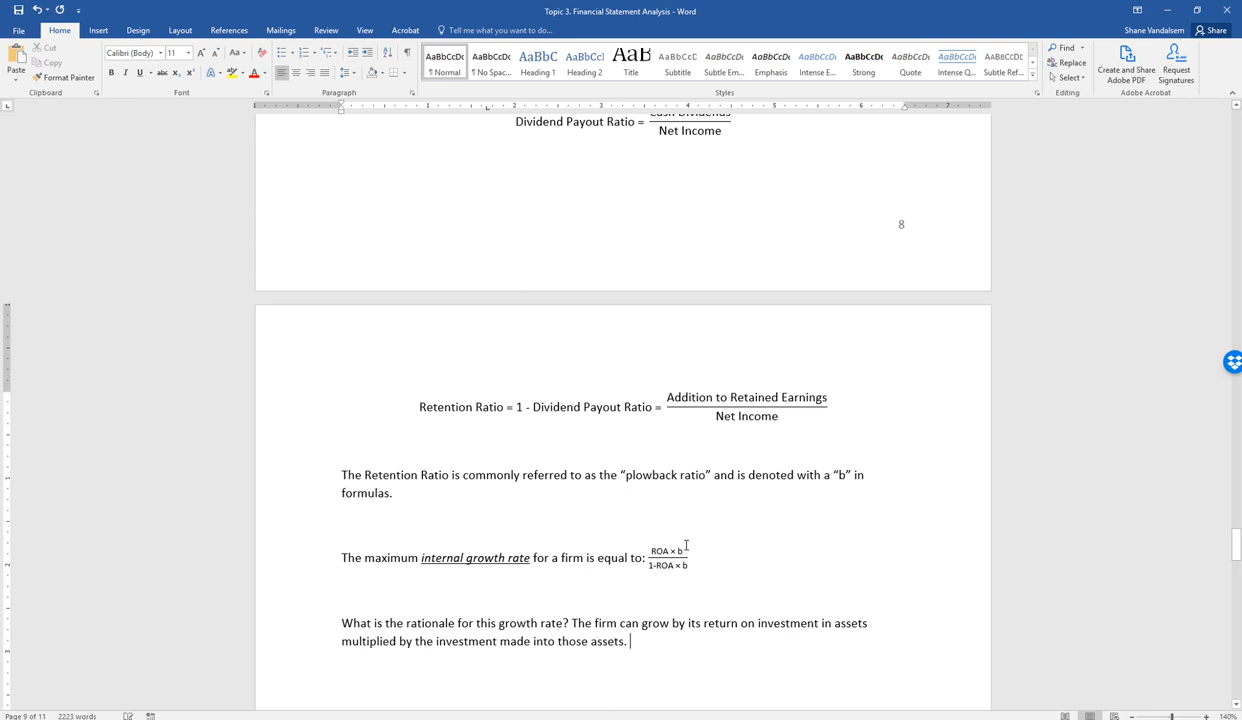 Topic 3. Financial Statement Analysis - Word
Shane Vandalsem
Share
File Home Insert Design Layout References Mailings Review View Acrobat Tell me what you want to do...
Paste
Cut
Copy
Format Painter
Clipboard
Calibri (Body) 11
Font
Paragraph
AaBbCcDc AaBbCcDc AaBbC AaBbCcl AaB AaBbCcD AaBbCcDc AaBbCcDc AaBbCcDc AaBbCcDc AaBbCcDc AaBbCcDc AaBbCcD
¶ Normal ¶ No Spac... Heading 1 Heading 2 Title Subtitle Subtle Em... Emphasis Intense E... Strong Quote Intense Q... Subtle Ref...
Styles
Find
Replace
Select
Editing
Create and Share Adobe PDF
Request Signatures
Adobe Acrobat
Dividend Payout Ratio = Cash Dividends
Net Income
8
Retention Ratio = 1 - Dividend Payout Ratio = Addition to Retained Earnings
Net Income
The Retention Ratio is commonly referred to as the “plowback ratio” and is denoted with a “b” in
formulas.
The maximum internal growth rate for a firm is equal to: ROA × b
1-ROA × b
What is the rationale for this growth rate? The firm can grow by its return on investment in assets
multiplied by the investment made into those assets.
Page 9 of 11 2223 words
140%